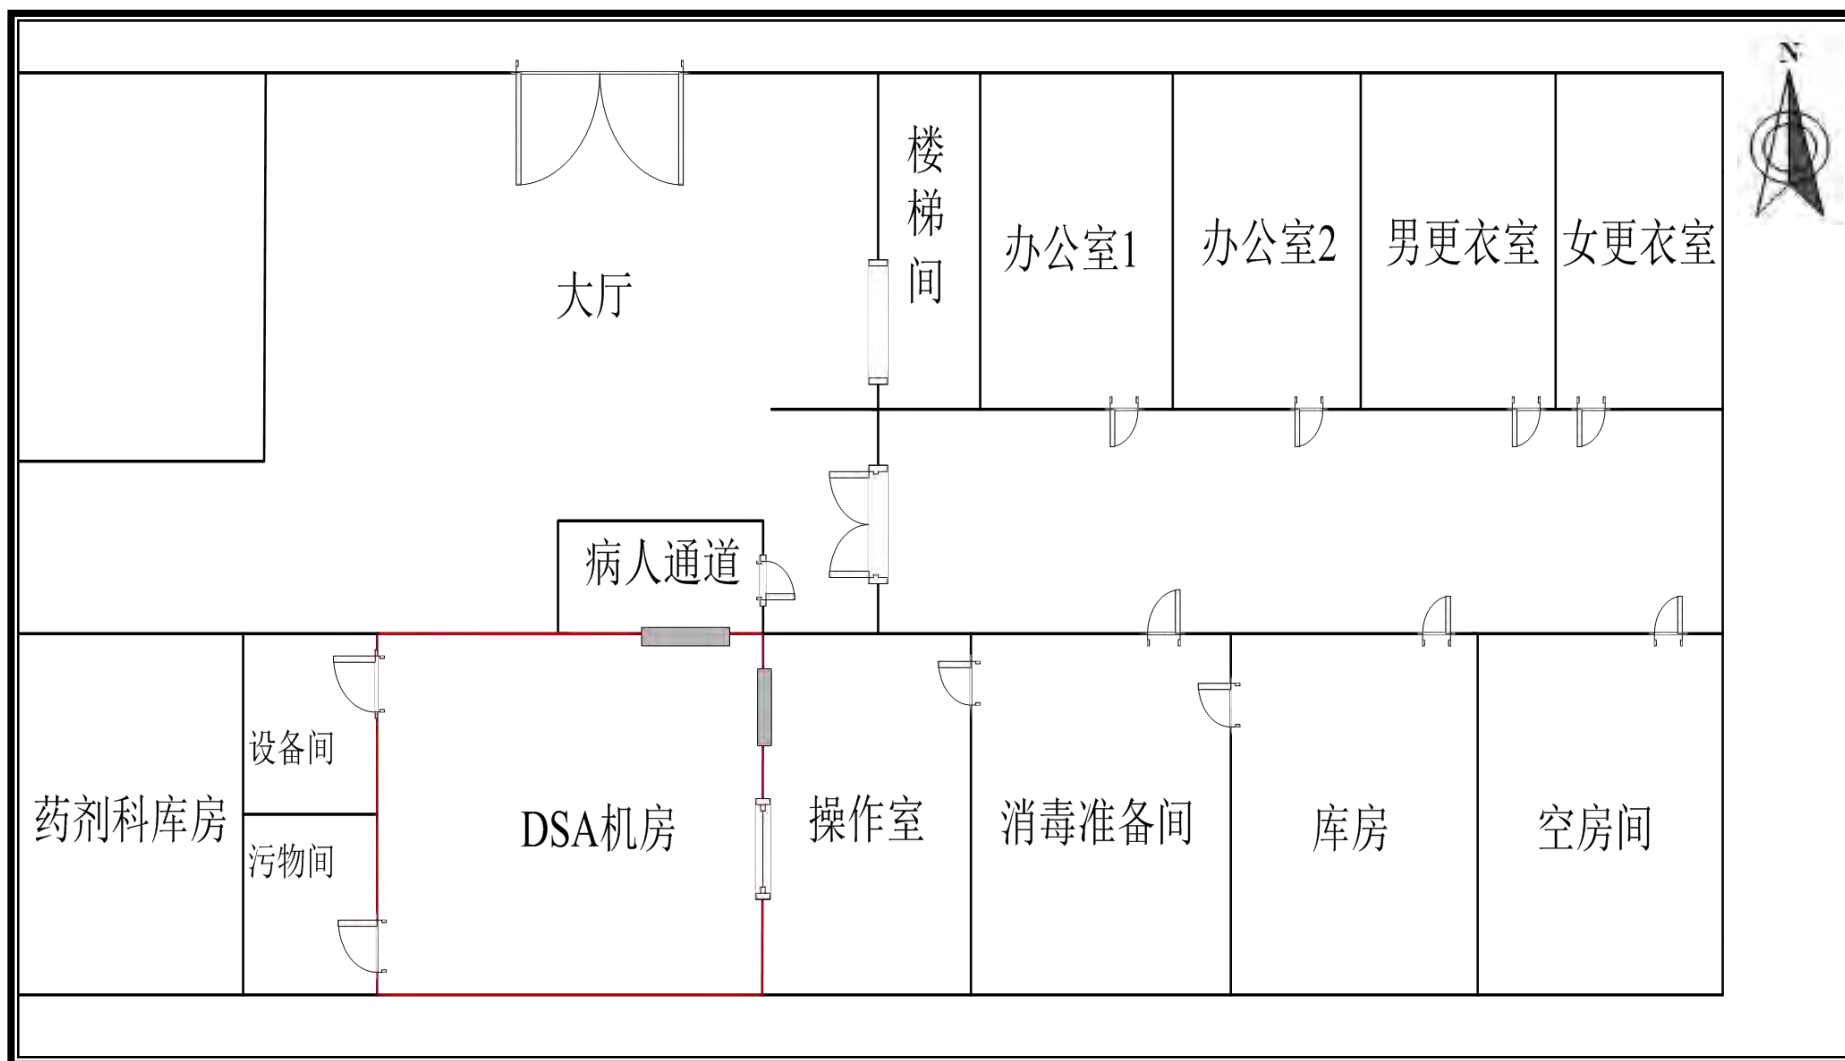 N
楼梯间
办公室1
办公室2
男更衣室
女更衣室
大厅
病人通道
设备间
药剂科库房
污物间
DSA机房
操作室
消毒准备间
库房
空房间